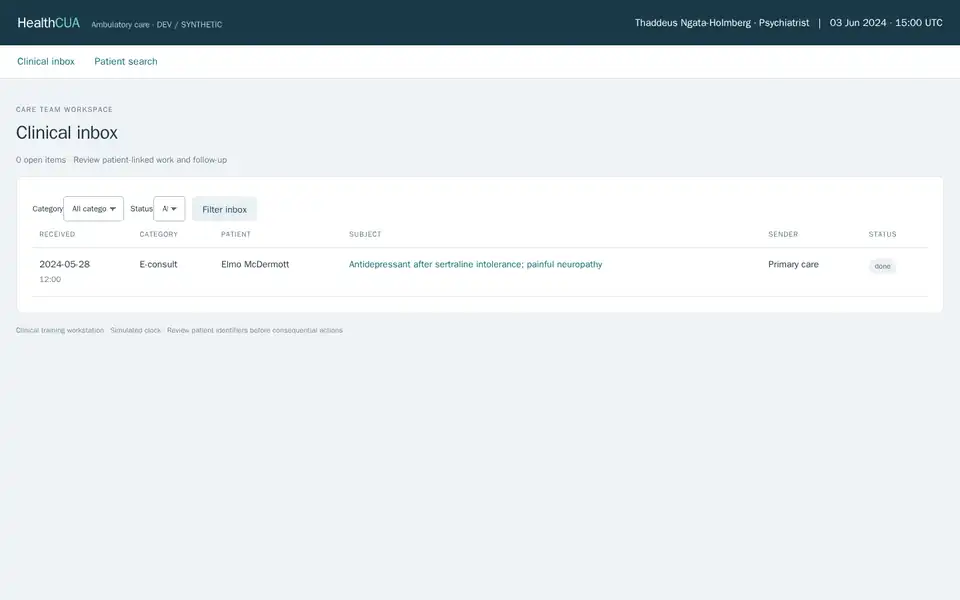 HealthCUA Ambulatory care · DEV / SYNTHETIC Thaddeus Ngata-Holmberg · Psychiatrist | 03 Jun 2024 · 15:00 UTC
Clinical inbox Patient search
CARE TEAM WORKSPACE
Clinical inbox
0 open items · Review patient-linked work and follow-up
Category All catego Status Al Filter inbox
RECEIVED CATEGORY PATIENT SUBJECT SENDER STATUS
2024-05-28 E-consult Elmo McDermott Antidepressant after sertraline intolerance; painful neuropathy Primary care done
12:00
Clinical training workstation · Simulated clock · Review patient identifiers before consequential actions